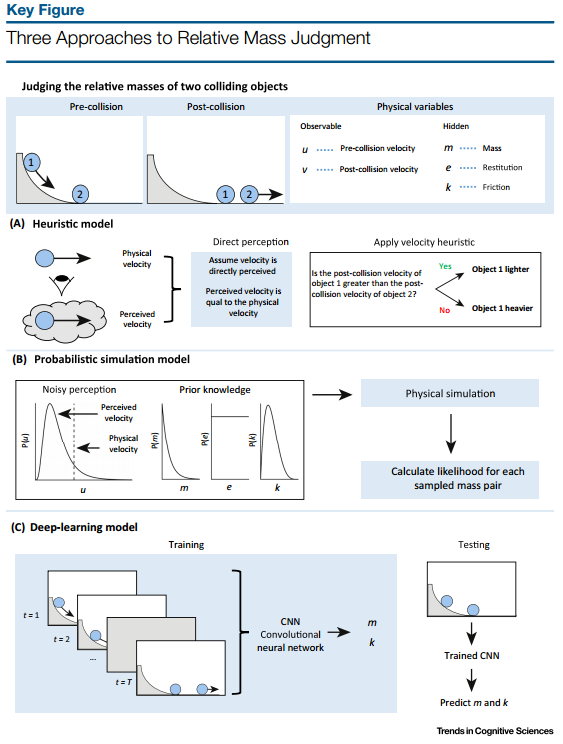 Key Figure
Three Approaches to Relative Mass Judgment
Judging the relative masses of two colliding objects
Pre-collision
Post-collision
Physical variables
1
2
1
2
Observable
Hidden
u ····· Pre-collision velocity
m ····· Mass
v ····· Post-collision velocity
e ····· Restitution
k ····· Friction
(A) Heuristic model
Physical
velocity
Perceived
velocity
Direct perception
Assume velocity is
directly perceived
Perceived velocity is
qual to the physical
velocity
Apply velocity heuristic
Is the post-collision velocity of
object 1 greater than the post-
collision velocity of object 2?
Yes
Object 1 lighter
No
Object 1 heavier
(B) Probabilistic simulation model
Noisy perception
Prior knowledge
P(u)
Perceived
velocity
Physical
velocity
u
P(m)
m
P(e)
e
P(k)
k
Physical simulation
Calculate likelihood for each
sampled mass pair
(C) Deep-learning model
Training
t = 1
t = 2
...
t = T
CNN
Convolutional
neural network
m
k
Testing
Trained CNN
Predict m and k
Trends in Cognitive Sciences